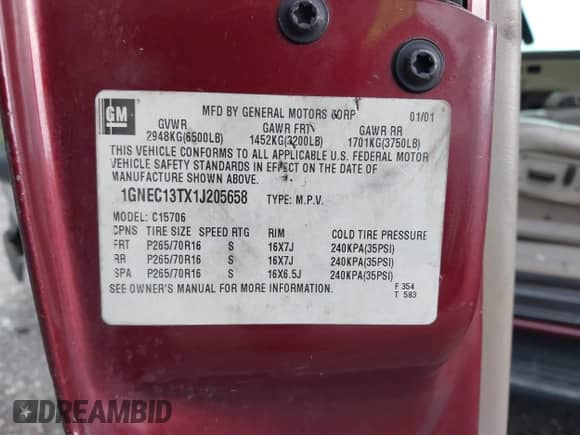 GM
MFD BY GENERAL MOTORS CORP 01/01
GVWR GAWR FRT GAWR RR
2948KG(6500LB) 1452KG(3200LB) 1701KG(3750LB)
THIS VEHICLE CONFORMS TO ALL APPLICABLE U.S. FEDERAL MOTOR
VEHICLE SAFETY STANDARDS IN EFFECT ON THE DATE OF
MANUFACTURE SHOWN ABOVE.
1GNEC13TX1J205658 TYPE: M.P.V.
MODEL: C15706
CPNS TIRE SIZE SPEED RTG RIM COLD TIRE PRESSURE
FRT P265/70R16 S 16X7J 240KPA(35PSI)
RR P265/70R16 S 16X7J 240KPA(35PSI)
SPA P265/70R16 S 16X6.5J 240KPA(35PSI)
SEE OWNER'S MANUAL FOR MORE INFORMATION.
F 354
T 583
DREAMBID